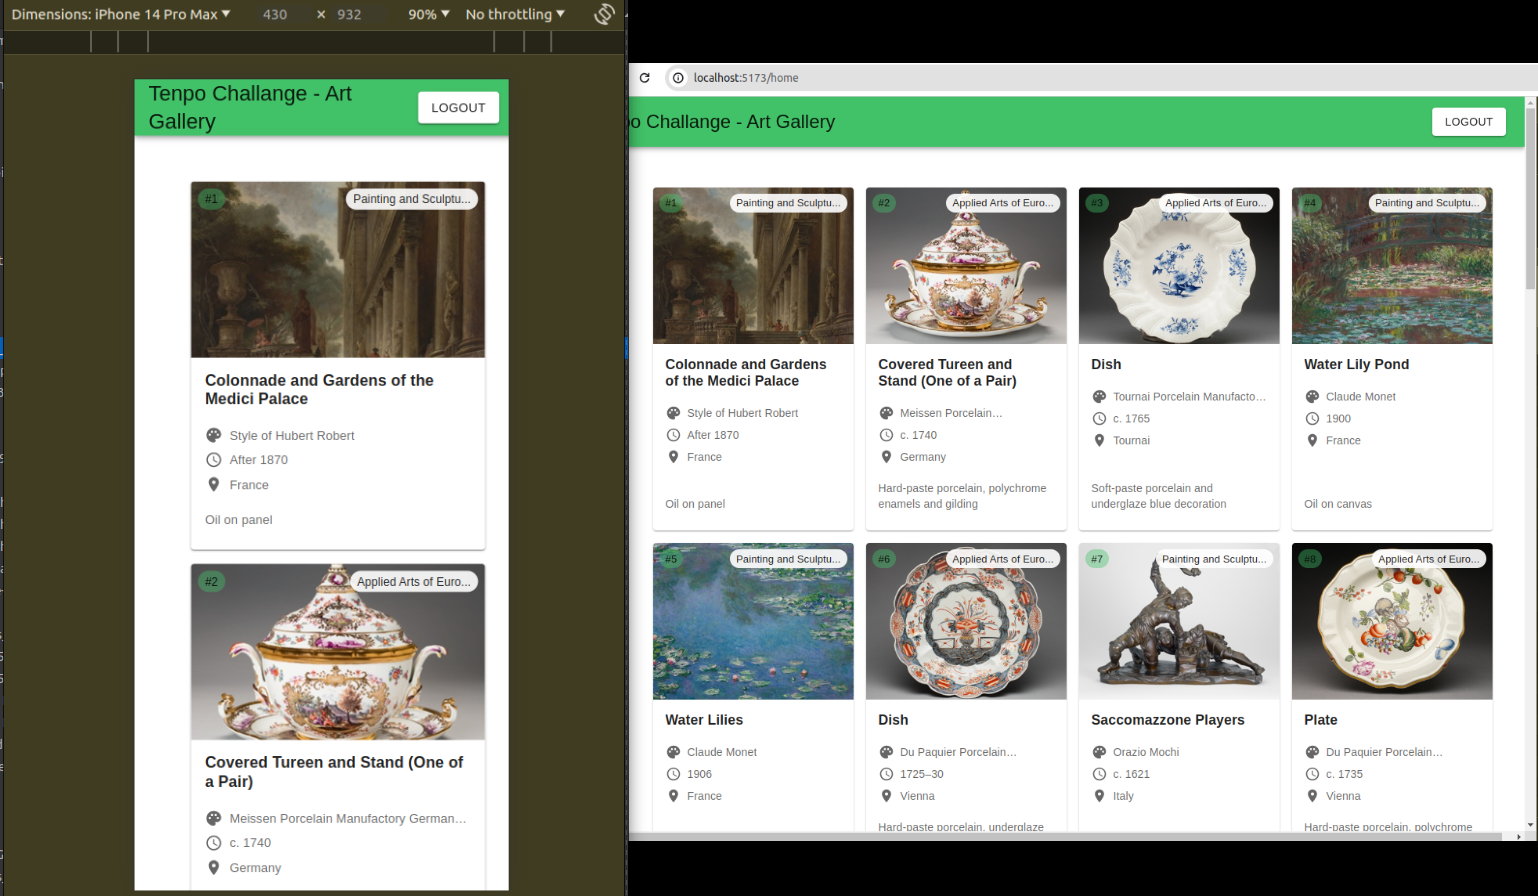 Dimensions: iPhone 14 Pro Max ▼ 430 × 932 90% ▼ No throttling ▼
Tenpo Challange - Art
Gallery
LOGOUT
#1
Painting and Sculptu...
Colonnade and Gardens of the
Medici Palace
Style of Hubert Robert
After 1870
France
Oil on panel
#2
Applied Arts of Euro...
Covered Tureen and Stand (One of
a Pair)
Meissen Porcelain Manufactory German...
c. 1740
Germany
localhost:5173/home
o Challange - Art Gallery
LOGOUT
#1
Painting and Sculptu...
Colonnade and Gardens
of the Medici Palace
Style of Hubert Robert
After 1870
France
Oil on panel
#2
Applied Arts of Euro...
Covered Tureen and
Stand (One of a Pair)
Meissen Porcelain...
c. 1740
Germany
Hard-paste porcelain, polychrome
enamels and gilding
#3
Applied Arts of Euro...
Dish
Tournai Porcelain Manufacto...
c. 1765
Tournai
Soft-paste porcelain and
underglaze blue decoration
#4
Painting and Sculptu...
Water Lily Pond
Claude Monet
1900
France
Oil on canvas
#5
Painting and Sculptu...
Water Lilies
Claude Monet
1906
France
#6
Applied Arts of Euro...
Dish
Du Paquier Porcelain...
1725–30
Vienna
Hard-paste porcelain, underglaze
#7
Painting and Sculptu...
Saccomazzone Players
Orazio Mochi
c. 1621
Italy
#8
Applied Arts of Euro...
Plate
Du Paquier Porcelain...
c. 1735
Vienna
Hard-paste porcelain, polychrome